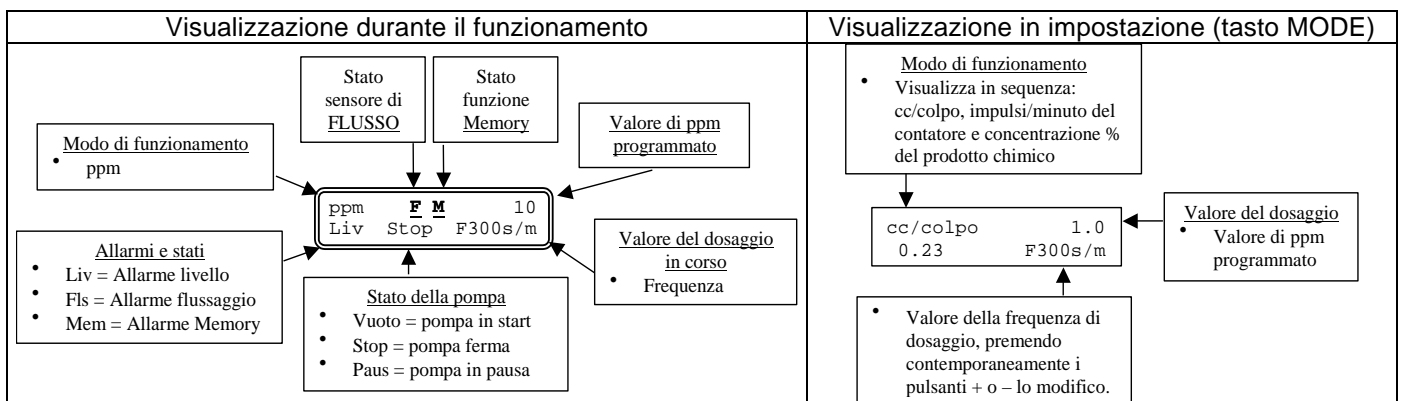 Visualizzazione durante il funzionamento
Visualizzazione in impostazione (tasto MODE)
Stato
sensore di
FLUSSO
Stato
funzione
Memory
Modo di funzionamento
• ppm
Valore di ppm
programmato
ppm F M 10
Liv Stop F300s/m
Allarmi e stati
• Liv = Allarme livello
• Fls = Allarme flussaggio
• Mem = Allarme Memory
Stato della pompa
• Vuoto = pompa in start
• Stop = pompa ferma
• Paus = pompa in pausa
Valore del dosaggio
in corso
• Frequenza
Modo di funzionamento
• Visualizza in sequenza:
cc/colpo, impulsi/minuto del
contatore e concentrazione %
del prodotto chimico
cc/colpo 1.0
0.23 F300s/m
Valore del dosaggio
• Valore di ppm
programmato
• Valore della frequenza di
dosaggio, premendo
contemporaneamente i
pulsanti + o – lo modifico.